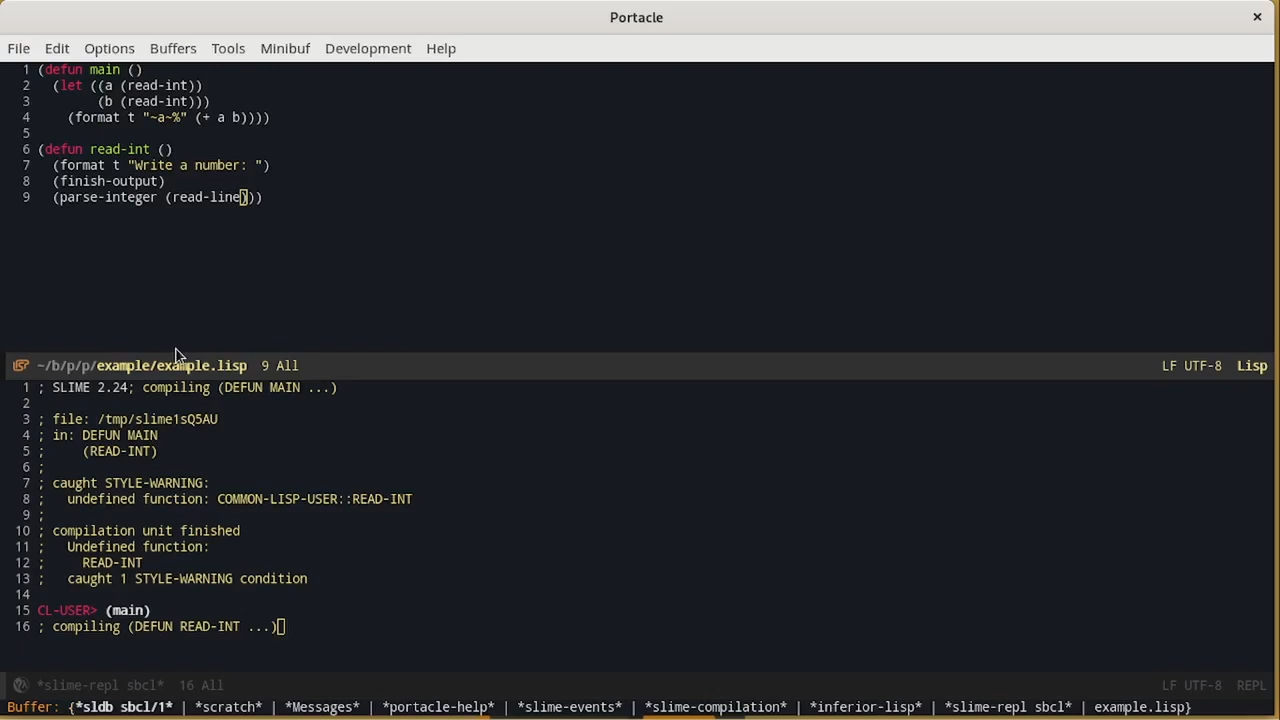 Portacle ×
File Edit Options Buffers Tools Minibuf Development Help
1 (defun main ()
2   (let ((a (read-int))
3         (b (read-int)))
4     (format t "~a~%" (+ a b))))
5
6 (defun read-int ()
7   (format t "Write a number: ")
8   (finish-output)
9   (parse-integer (read-line)))
~/b/p/p/example/example.lisp 9 All LF UTF-8 Lisp
1 ; SLIME 2.24; compiling (DEFUN MAIN ...)
2
3 ; file: /tmp/slime1sQ5AU
4 ; in: DEFUN MAIN
5 ;     (READ-INT)
6 ;
7 ; caught STYLE-WARNING:
8 ;   undefined function: COMMON-LISP-USER::READ-INT
9 ;
10 ; compilation unit finished
11 ;   Undefined function:
12 ;     READ-INT
13 ;   caught 1 STYLE-WARNING condition
14
15 CL-USER> (main)
16 ; compiling (DEFUN READ-INT ...)
*slime-repl sbcl* 16 All LF UTF-8 REPL
Buffer: {*sldb sbcl/1* | *scratch* | *Messages* | *portacle-help* | *slime-events* | *slime-compilation* | *inferior-lisp* | *slime-repl sbcl* | example.lisp}